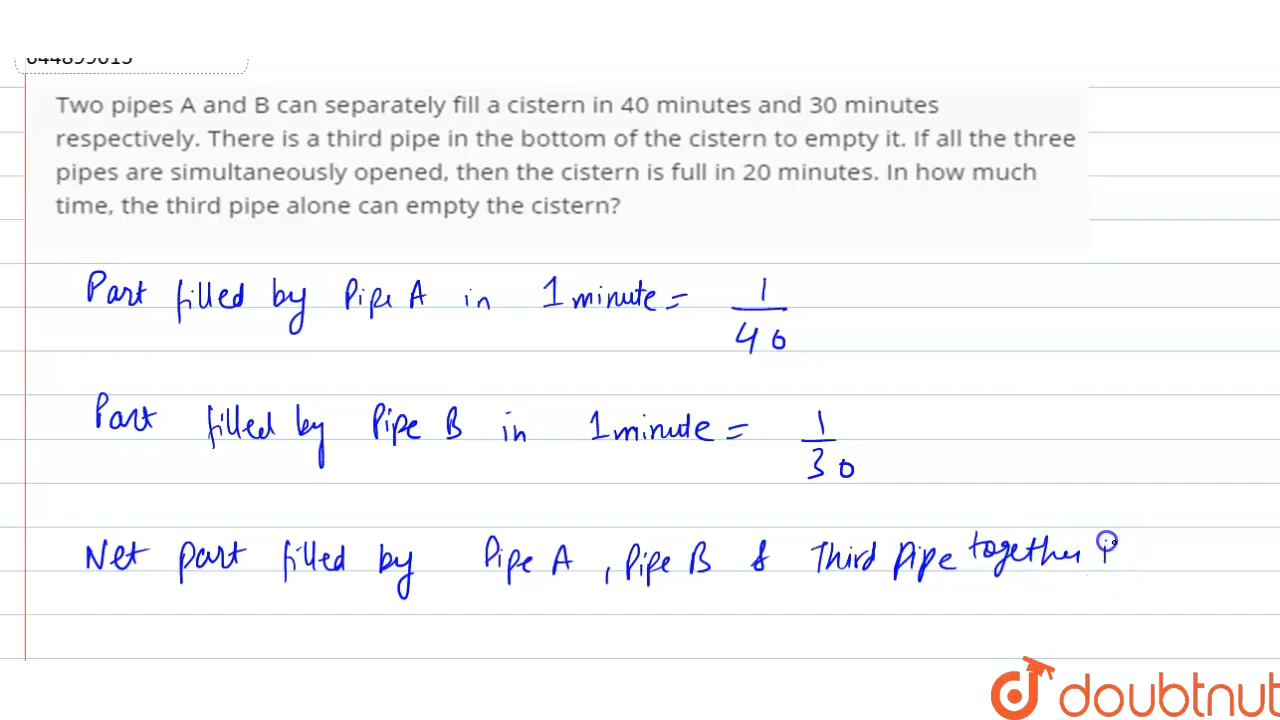 644899615
Two pipes A and B can separately fill a cistern in 40 minutes and 30 minutes
respectively. There is a third pipe in the bottom of the cistern to empty it. If all the three
pipes are simultaneously opened, then the cistern is full in 20 minutes. In how much
time, the third pipe alone can empty the cistern?
Part filled by Pipe A in 1 minute = 1/40
Part filled by Pipe B in 1 minute = 1/30
Net part filled by Pipe A, Pipe B & Third pipe together
doubtnut